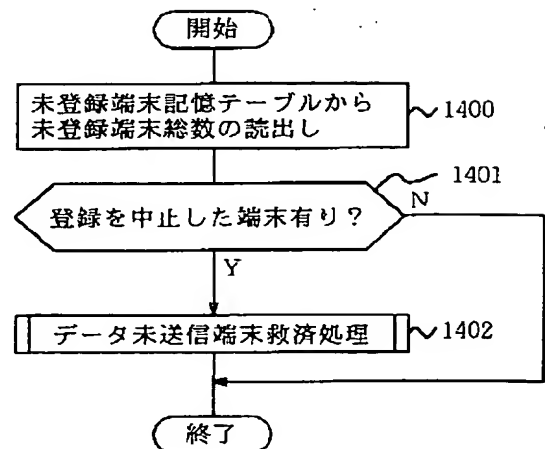 開始
未登録端末記憶テーブルから
未登録端末総数の読出し
1400
1401
登録を中止した端末有り？
N
Y
データ未送信端末救済処理
1402
終了